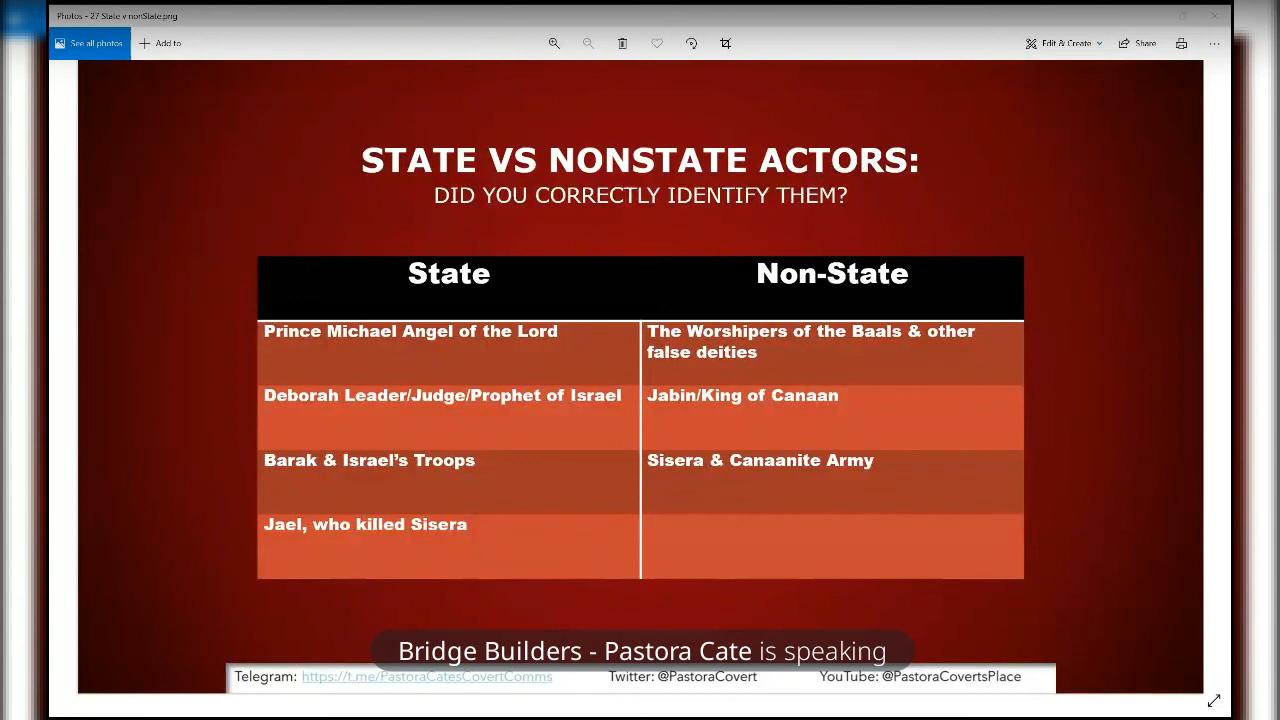 Photos - 27 State v nonState.png
See all photos
Add to
Edit & Create
Share
STATE VS NONSTATE ACTORS:
DID YOU CORRECTLY IDENTIFY THEM?
State
Non-State
Prince Michael Angel of the Lord
The Worshipers of the Baals & other
false deities
Deborah Leader/Judge/Prophet of Israel
Jabin/King of Canaan
Barak & Israel's Troops
Sisera & Canaanite Army
Jael, who killed Sisera
Bridge Builders - Pastora Cate is speaking
Telegram: https://t.me/PastoraCatesCovertComms
Twitter: @PastoraCovert
YouTube: @PastoraCovertsPlace